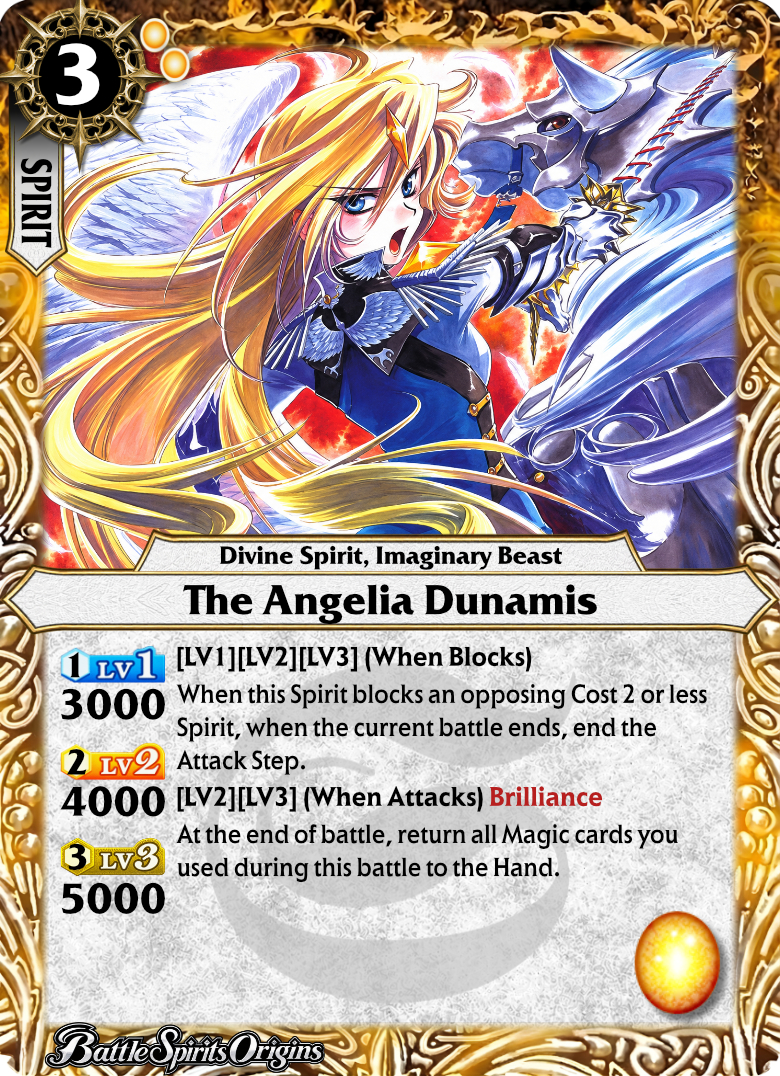 3
SPIRIT
Divine Spirit, Imaginary Beast
The Angelia Dunamis
1 LV1
3000
2 LV2
4000
3 LV3
5000
[LV1][LV2][LV3] (When Blocks)
When this Spirit blocks an opposing Cost 2 or less
Spirit, when the current battle ends, end the
Attack Step.
[LV2][LV3] (When Attacks) Brilliance
At the end of battle, return all Magic cards you
used during this battle to the Hand.
Battle Spirits Origins